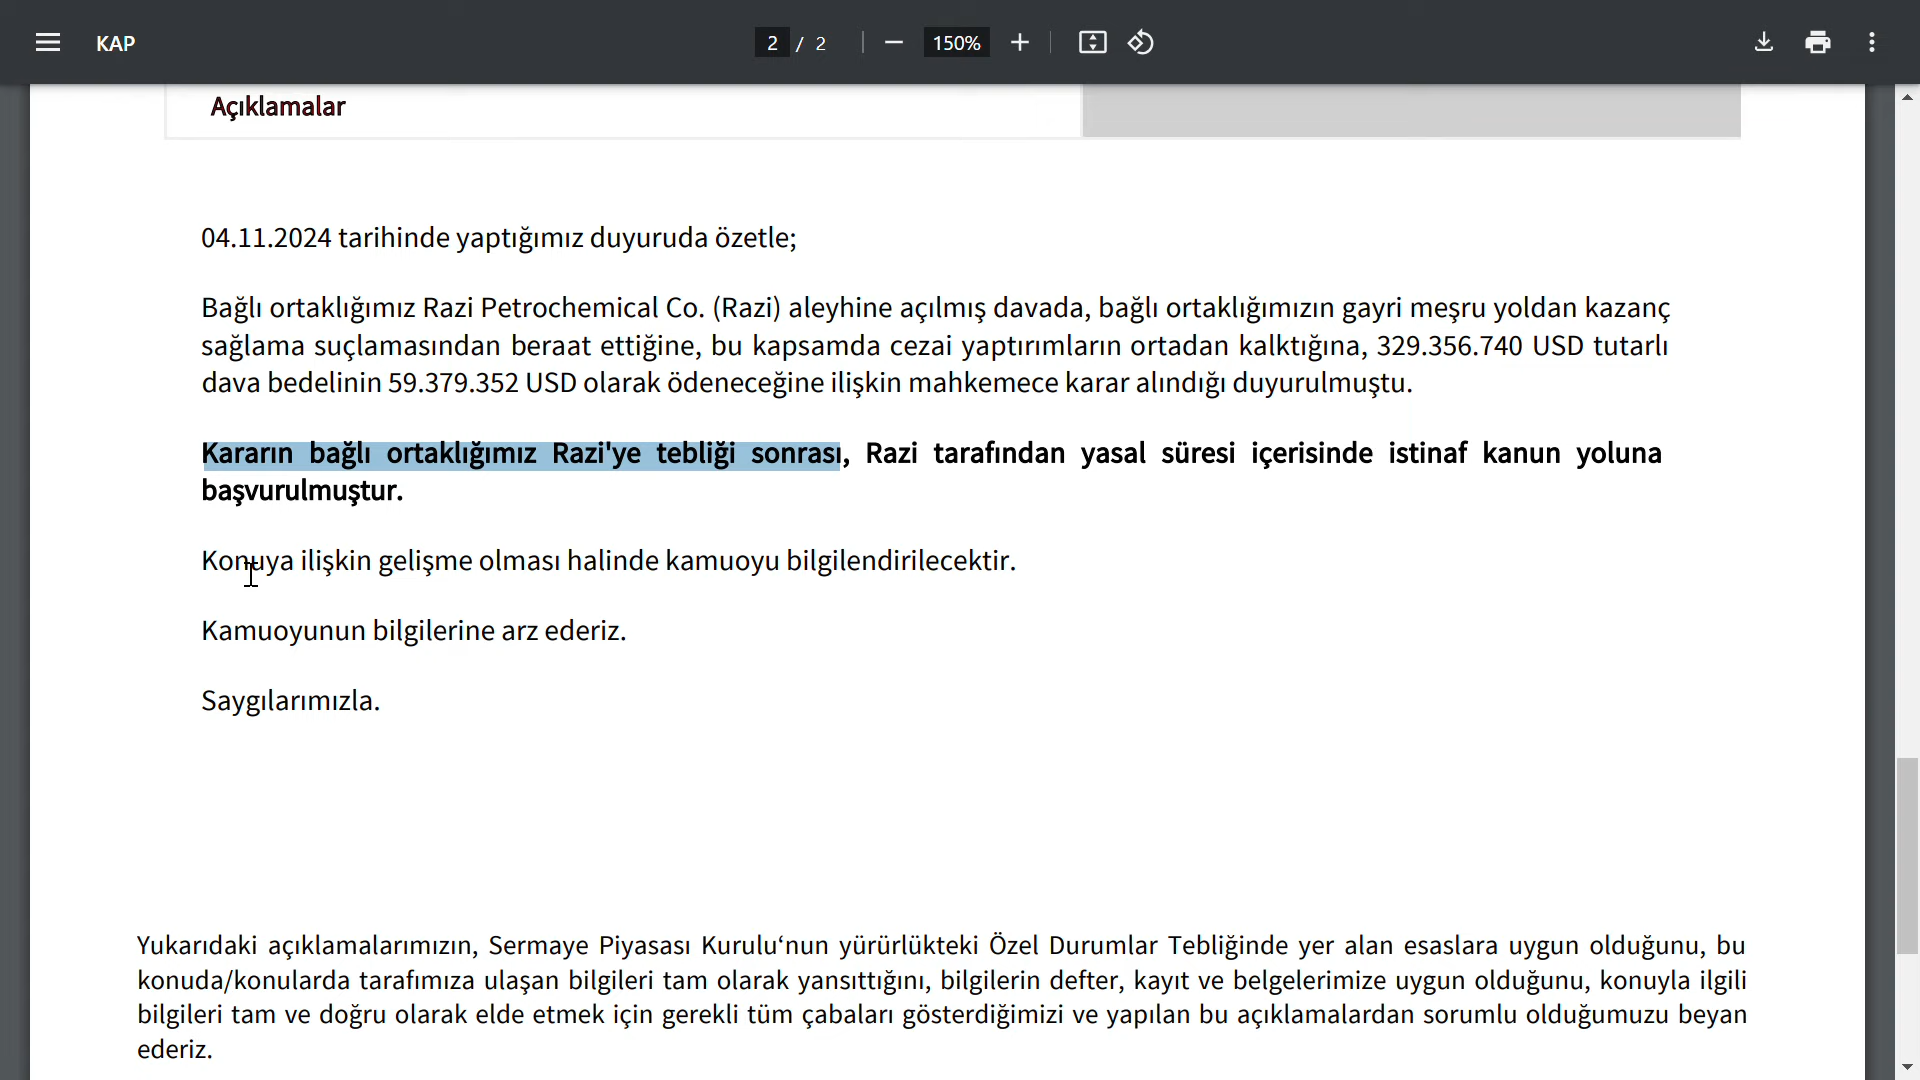 KAP
2 / 2
150%
Açıklamalar
04.11.2024 tarihinde yaptığımız duyuruda özetle;
Bağlı ortaklığımız Razi Petrochemical Co. (Razi) aleyhine açılmış davada, bağlı ortaklığımızın gayri meşru yoldan kazanç
sağlama suçlamasından beraat ettiğine, bu kapsamda cezai yaptırımların ortadan kalktığına, 329.356.740 USD tutarlı
dava bedelinin 59.379.352 USD olarak ödeneceğine ilişkin mahkemece karar alındığı duyurulmuştu.
Kararın bağlı ortaklığımız Razi'ye tebliği sonrası, Razi tarafından yasal süresi içerisinde istinaf kanun yoluna
başvurulmuştur.
Konuya ilişkin gelişme olması halinde kamuoyu bilgilendirilecektir.
Kamuoyunun bilgilerine arz ederiz.
Saygılarımızla.
Yukarıdaki açıklamalarımızın, Sermaye Piyasası Kurulu‘nun yürürlükteki Özel Durumlar Tebliğinde yer alan esaslara uygun olduğunu, bu
konuda/konularda tarafımıza ulaşan bilgileri tam olarak yansıttığını, bilgilerin defter, kayıt ve belgelerimize uygun olduğunu, konuyla ilgili
bilgileri tam ve doğru olarak elde etmek için gerekli tüm çabaları gösterdiğimizi ve yapılan bu açıklamalardan sorumlu olduğumuzu beyan
ederiz.